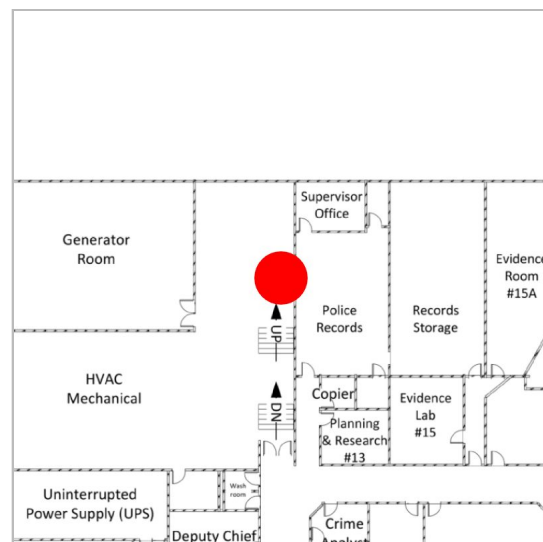 Supervisor
Office
Generator
Room
Evidence
Room
#15A
Police
Records
Records
Storage
UP
HVAC
Mechanical
Copier
Evidence
Lab
#15
DN
Planning
& Research
#13
Uninterrupted
Power Supply (UPS)
Wash
room
Deputy Chief
Crime
Analyst